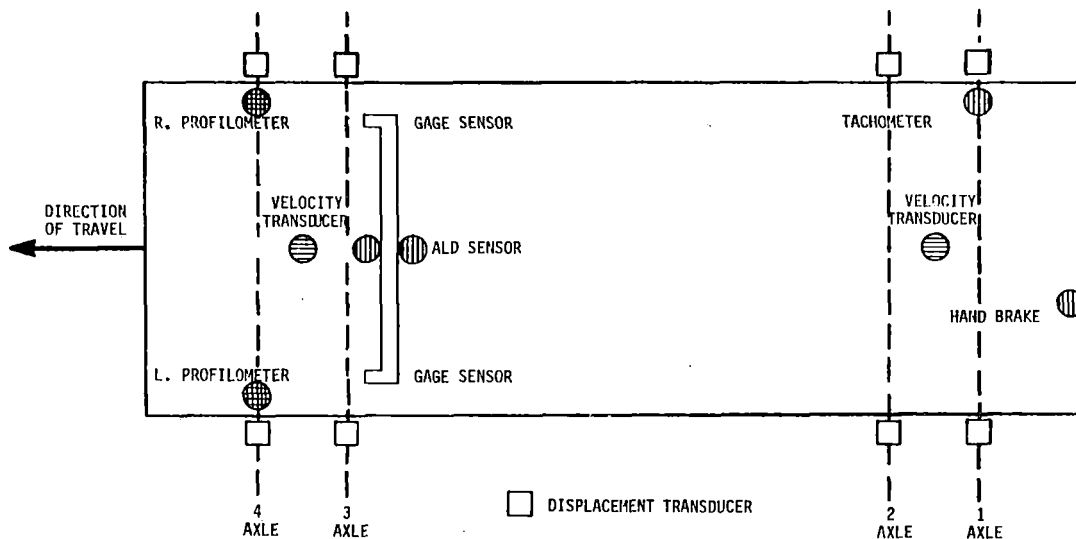 R. PROFILOMETER
GAGE SENSOR
TACHOMETER
DIRECTION
OF TRAVEL
VELOCITY
TRANSDUCER
ALD SENSOR
VELOCITY
TRANSDUCER
HAND BRAKE
L. PROFILOMETER
GAGE SENSOR
DISPLACEMENT TRANSDUCER
4
AXLE
3
AXLE
2
AXLE
1
AXLE